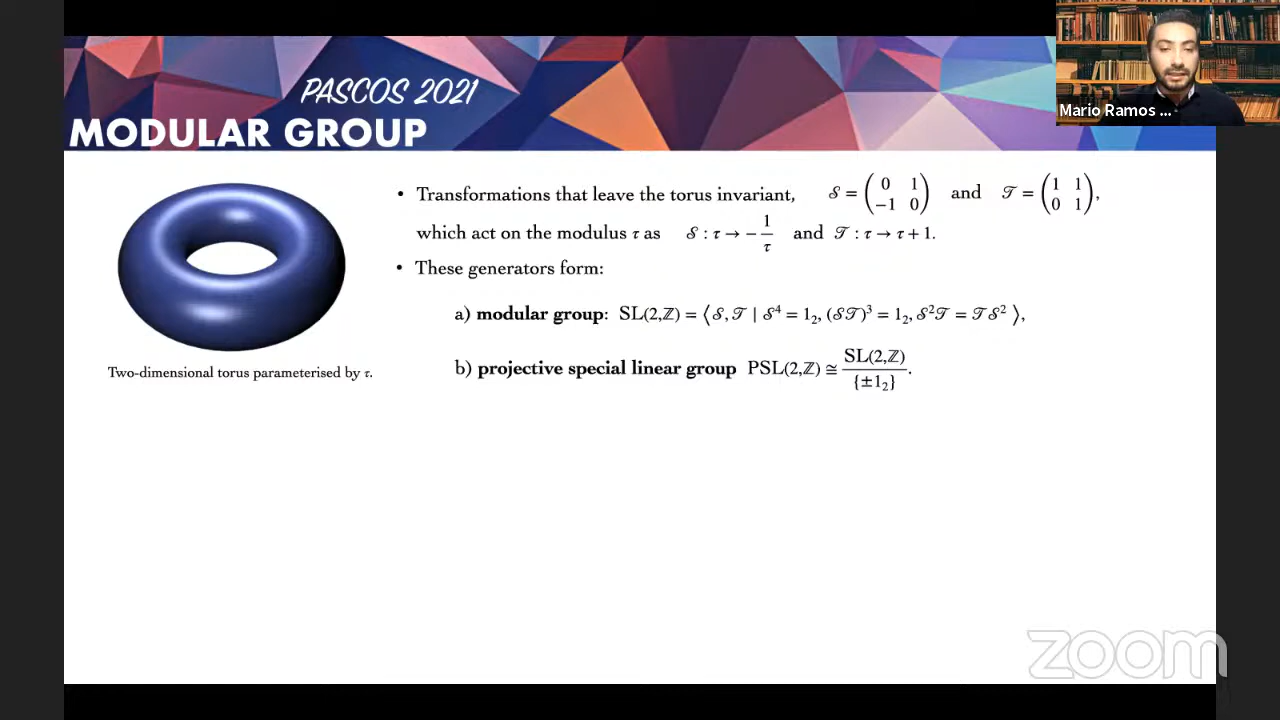 PASCOS 2021
MODULAR GROUP
Mario Ramos ...
• Transformations that leave the torus invariant, 𝒮 = ( 0 1 ; −1 0 ) and 𝒯 = ( 1 1 ; 0 1 ),
which act on the modulus τ as 𝒮 : τ → − 1/τ and 𝒯 : τ → τ + 1.
• These generators form:
a) modular group: SL(2,ℤ) = ⟨ 𝒮, 𝒯 | 𝒮⁴ = 1₂, (𝒮𝒯)³ = 1₂, 𝒮²𝒯 = 𝒯𝒮² ⟩,
b) projective special linear group PSL(2,ℤ) ≅ SL(2,ℤ)/{±1₂}.
Two-dimensional torus parameterised by τ.
zoom